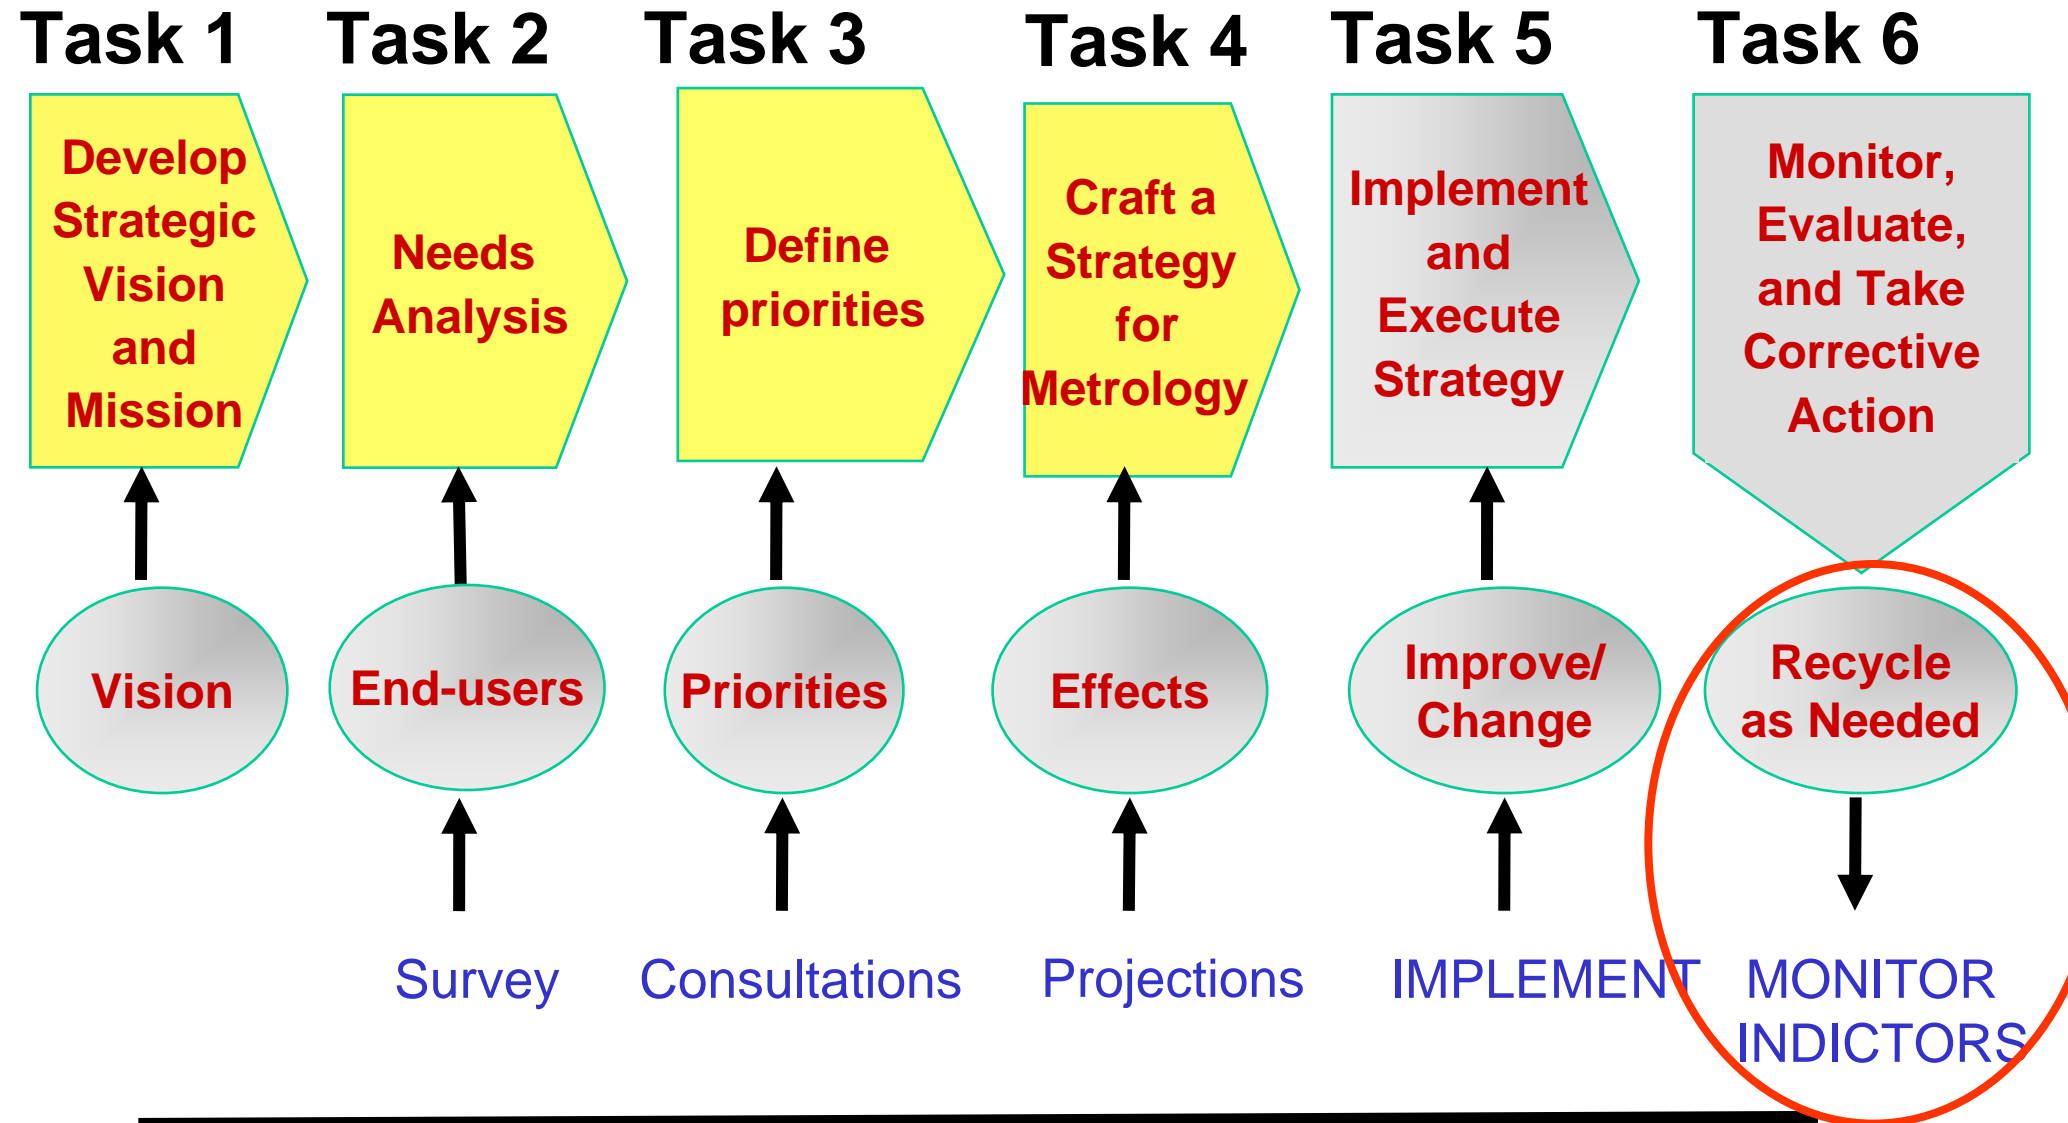 Task 1
Task 2
Task 3
Task 4
Task 5
Task 6
Develop
Strategic
Vision
and
Mission
Needs
Analysis
Define
priorities
Craft a
Strategy
for
Metrology
Implement
and
Execute
Strategy
Monitor,
Evaluate,
and Take
Corrective
Action
Vision
End-users
Priorities
Effects
Improve/
Change
Recycle
as Needed
Survey
Consultations
Projections
IMPLEMENT
MONITOR
INDICTORS